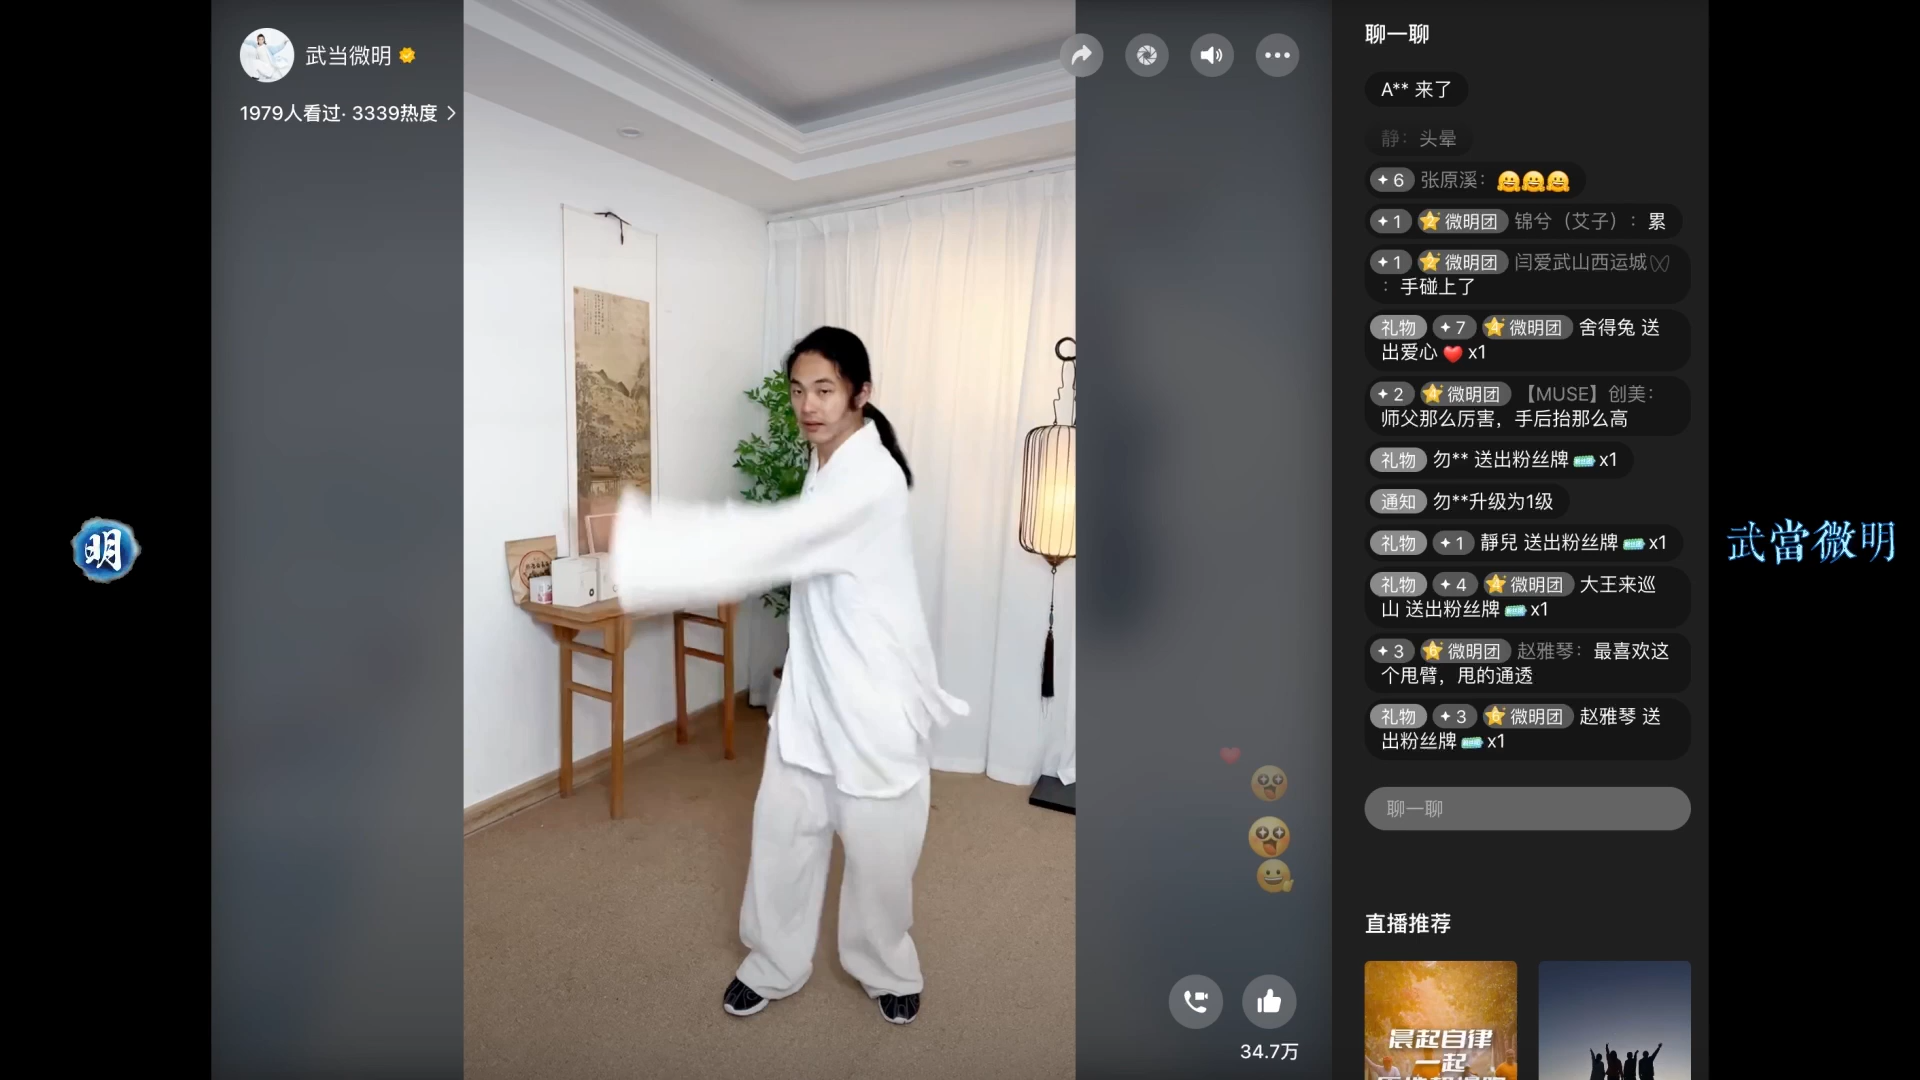 武当微明
1979人看过· 3339热度
聊一聊
A** 来了
静： 头晕
6 张原溪：
1 微明团 锦兮（艾子）： 累
1 微明团 闫爱武山西运城
： 手碰上了
礼物 7 微明团 舍得兔 送
出爱心 x1
2 微明团 【MUSE】创美：
师父那么厉害，手后抬那么高
礼物 勿** 送出粉丝牌 x1
通知 勿**升级为1级
礼物 1 靜兒 送出粉丝牌 x1
礼物 4 微明团 大王来巡
山 送出粉丝牌 x1
3 微明团 赵雅琴： 最喜欢这
个甩臂，甩的通透
礼物 3 微明团 赵雅琴 送
出粉丝牌 x1
聊一聊
直播推荐
晨起自律
一起
34.7万
明
武當微明